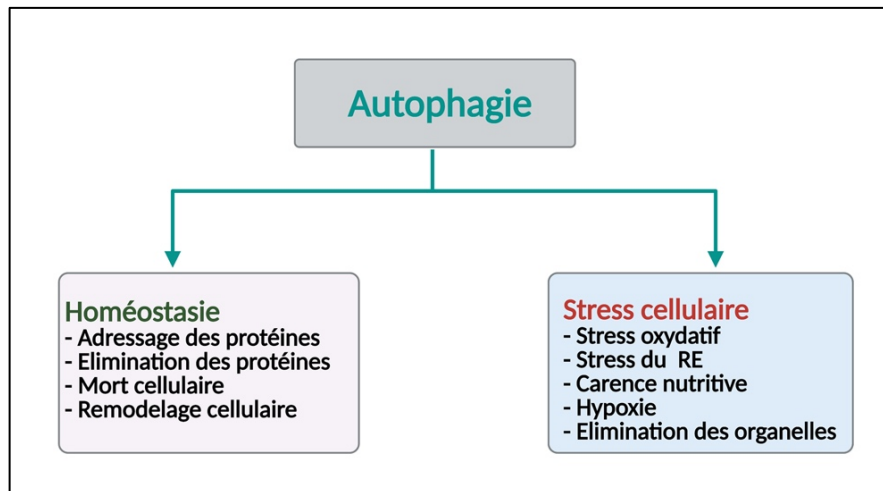 Autophagie
Homéostasie
- Adressage des protéines
- Elimination des protéines
- Mort cellulaire
- Remodelage cellulaire
Stress cellulaire
- Stress oxydatif
- Stress du  RE
- Carence nutritive
- Hypoxie
- Elimination des organelles